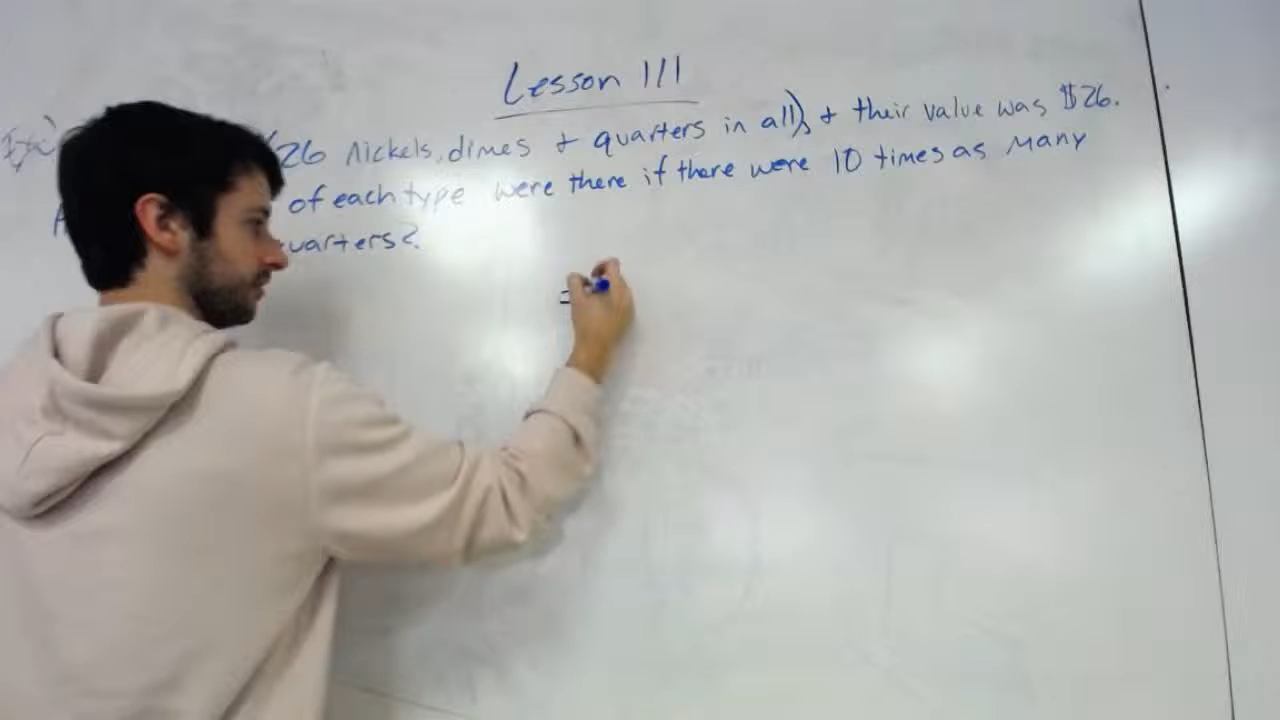 Lesson 111
Ex) 26 Nickels, dimes + quarters in all), + their value was $26.
of each type were there if there were 10 times as many
uarters?
=